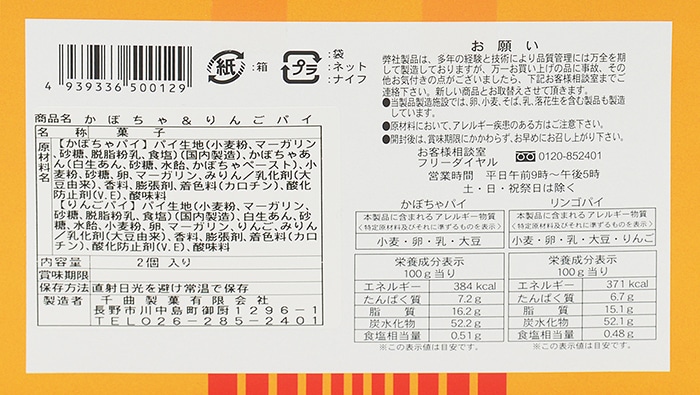 4 939336 500129
紙 :箱
プラ :袋
:ネット
:ナイフ
商品名 かぼちゃ&りんごパイ
名称 菓子
原材料名
【かぼちゃパイ】パイ生地(小麦粉、マーガリン、砂糖、脱脂粉乳、食塩)(国内製造)、かぼちゃあん(白生あん、砂糖、水飴、かぼちゃペースト)、小麦粉、砂糖、卵、マーガリン、みりん/乳化剤(大豆由来)、香料、膨張剤、着色料(カロチン)、酸化防止剤(V.E)、酸味料
【りんごパイ】パイ生地(小麦粉、マーガリン、砂糖、脱脂粉乳、食塩)(国内製造)、白生あん、砂糖、水飴、小麦粉、卵、マーガリン、りんご、みりん/乳化剤(大豆由来)、香料、膨張剤、着色料(カロチン)、酸化防止剤(V.E)、酸味料
内容量 2個入り
賞味期限
保存方法 直射日光を避け常温で保存
製造者 千曲製菓有限会社
長野市川中島町御厨1296-1
TEL026-285-2401
お願い
弊社製品は、多年の経験と技術により品質管理には万全を期
して製造しておりますが、万一お買い上げの品に事故、その
他お気付きの点がございましたら、下記お客様相談室までご
連絡下さい。新しい商品とお取替えさせて頂きます。
●当製品製造施設では、卵、小麦、そば、乳、落花生を含む製品も製造
しています。
●原材料において、アレルギー疾患のある方はご注意下さい。
●開封後は、賞味期限にかかわらず、お早めにお召し上がり下さい。
お客様相談室
フリーダイヤル 0120-852401
営業時間 平日午前9時〜午後5時
土・日・祝祭日は除く
かぼちゃパイ
本製品に含まれるアレルギー物質
〈特定原材料及びそれに準ずるものを表示〉
小麦・卵・乳・大豆
栄養成分表示
100g当り
エネルギー 384kcal
たんぱく質 7.2g
脂質 16.2g
炭水化物 52.2g
食塩相当量 0.51g
※この表示値は目安です。
リンゴパイ
本製品に含まれるアレルギー物質
〈特定原材料及びそれに準ずるものを表示〉
小麦・卵・乳・大豆・りんご
栄養成分表示
100g当り
エネルギー 371kcal
たんぱく質 6.7g
脂質 15.1g
炭水化物 52.1g
食塩相当量 0.48g
※この表示値は目安です。